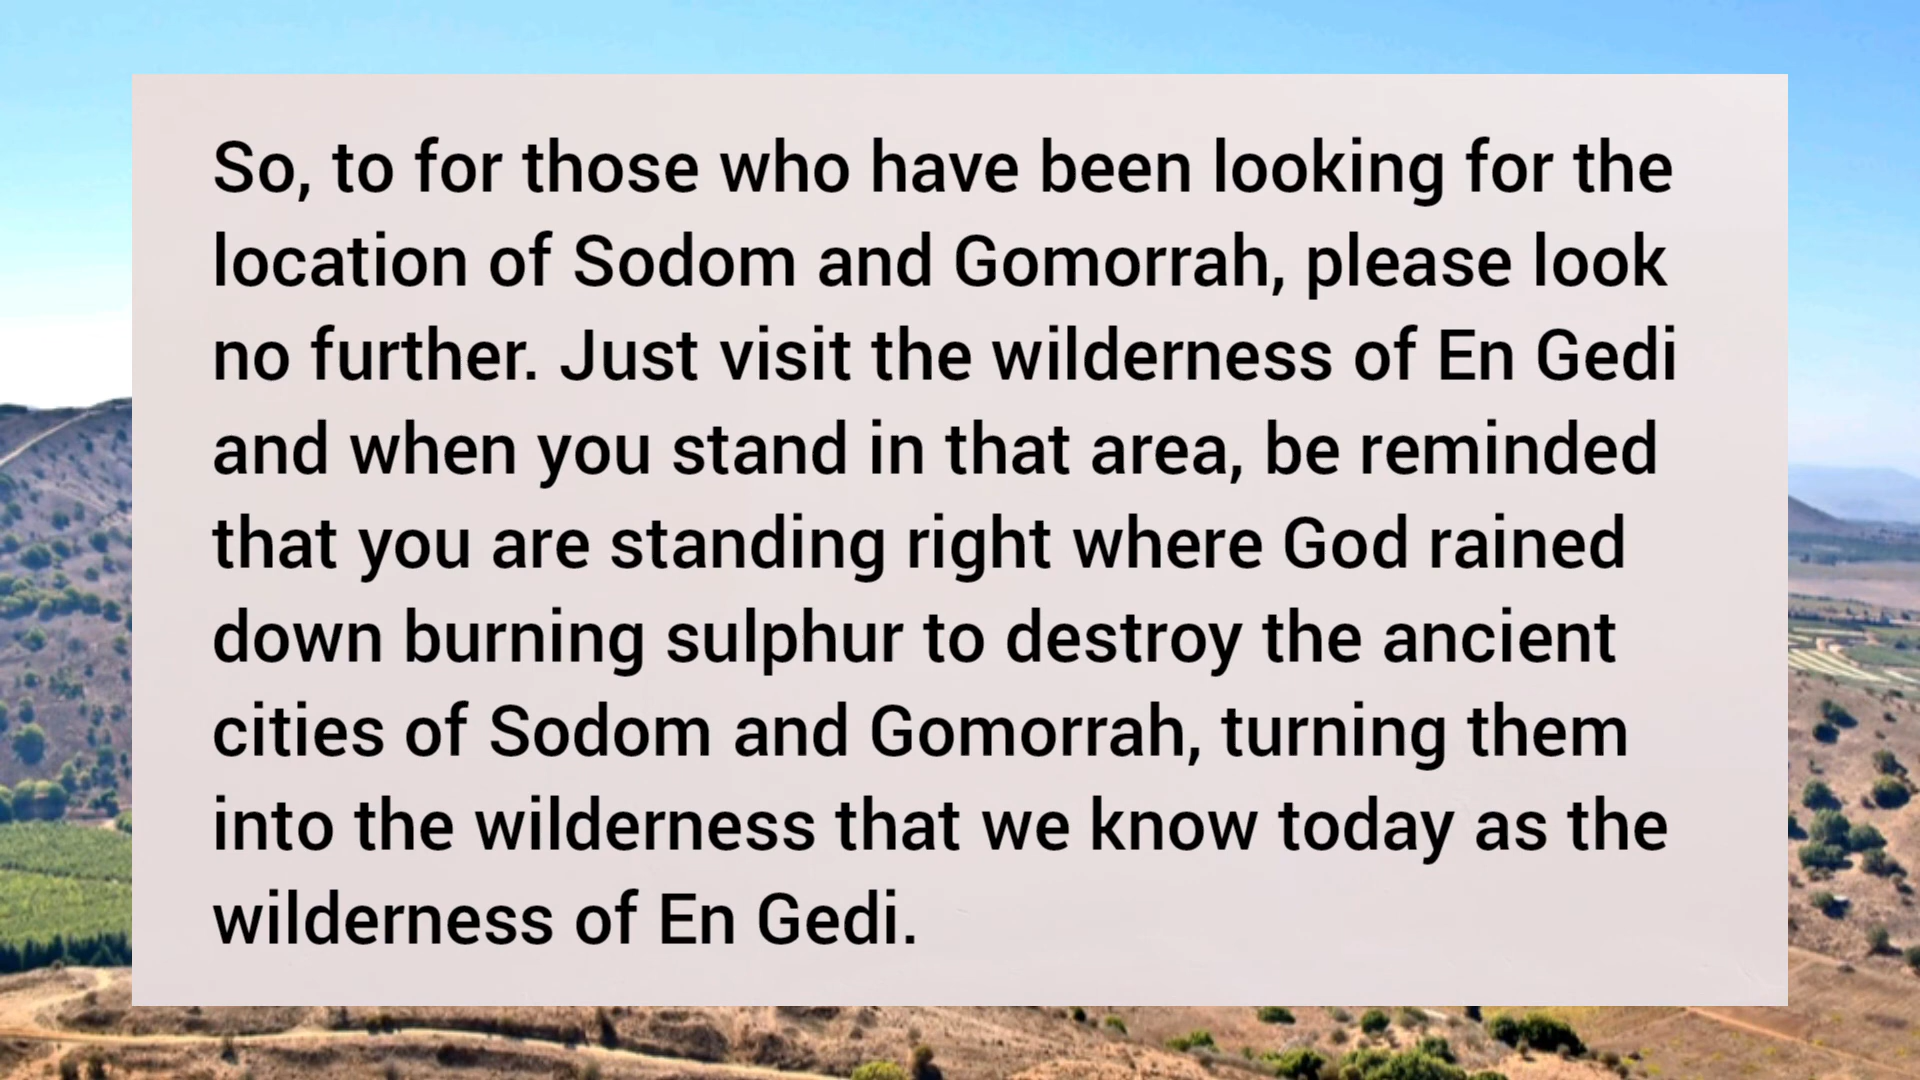 So, to for those who have been looking for the
location of Sodom and Gomorrah, please look
no further. Just visit the wilderness of En Gedi
and when you stand in that area, be reminded
that you are standing right where God rained
down burning sulphur to destroy the ancient
cities of Sodom and Gomorrah, turning them
into the wilderness that we know today as the
wilderness of En Gedi.